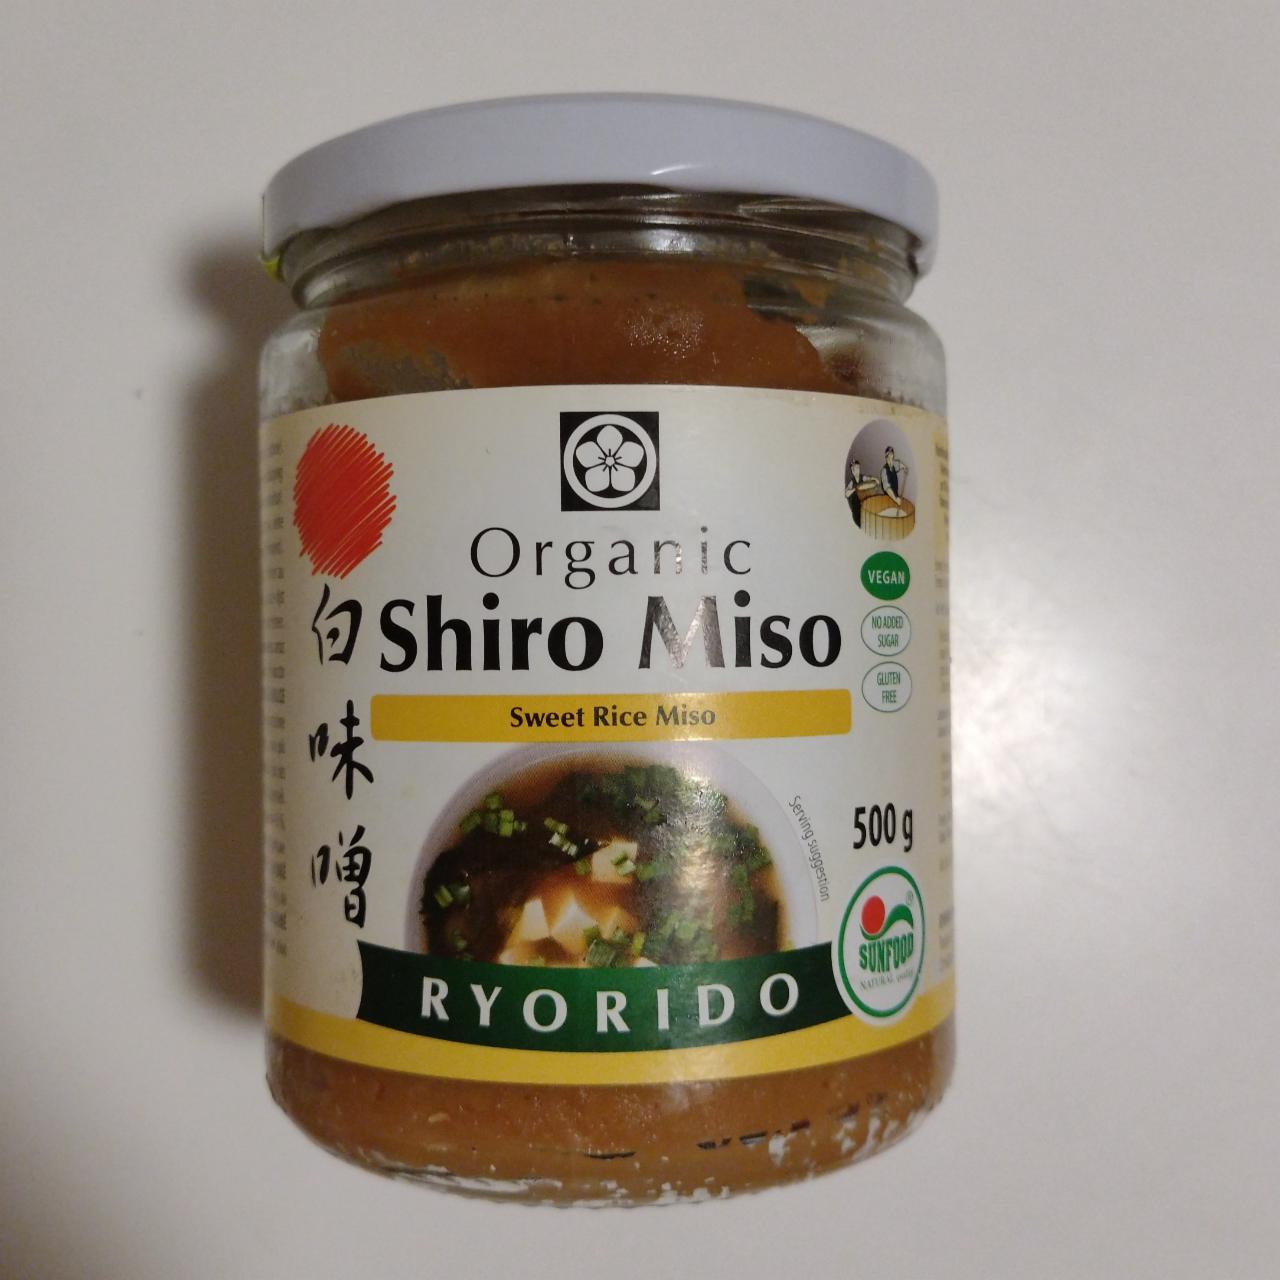 Organic
白味噌
Shiro Miso
Sweet Rice Miso
VEGAN
NO ADDED
SUGAR
GLUTEN
FREE
Serving suggestion
500 g
RYORIDO
SUNFOOD
®
NATURAL quality